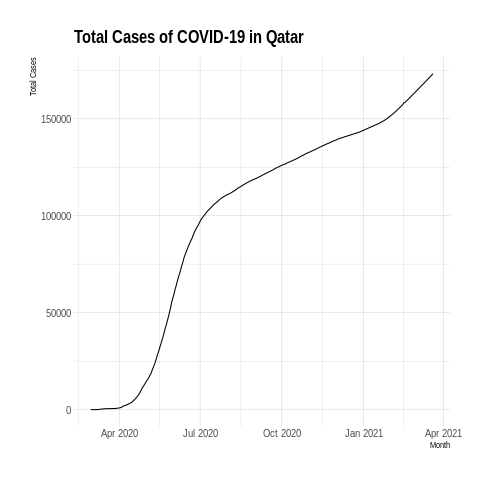 Total Cases of COVID-19 in Qatar
Total Cases
150000
100000
50000
0
Apr 2020 Jul 2020 Oct 2020 Jan 2021 Apr 2021
Month